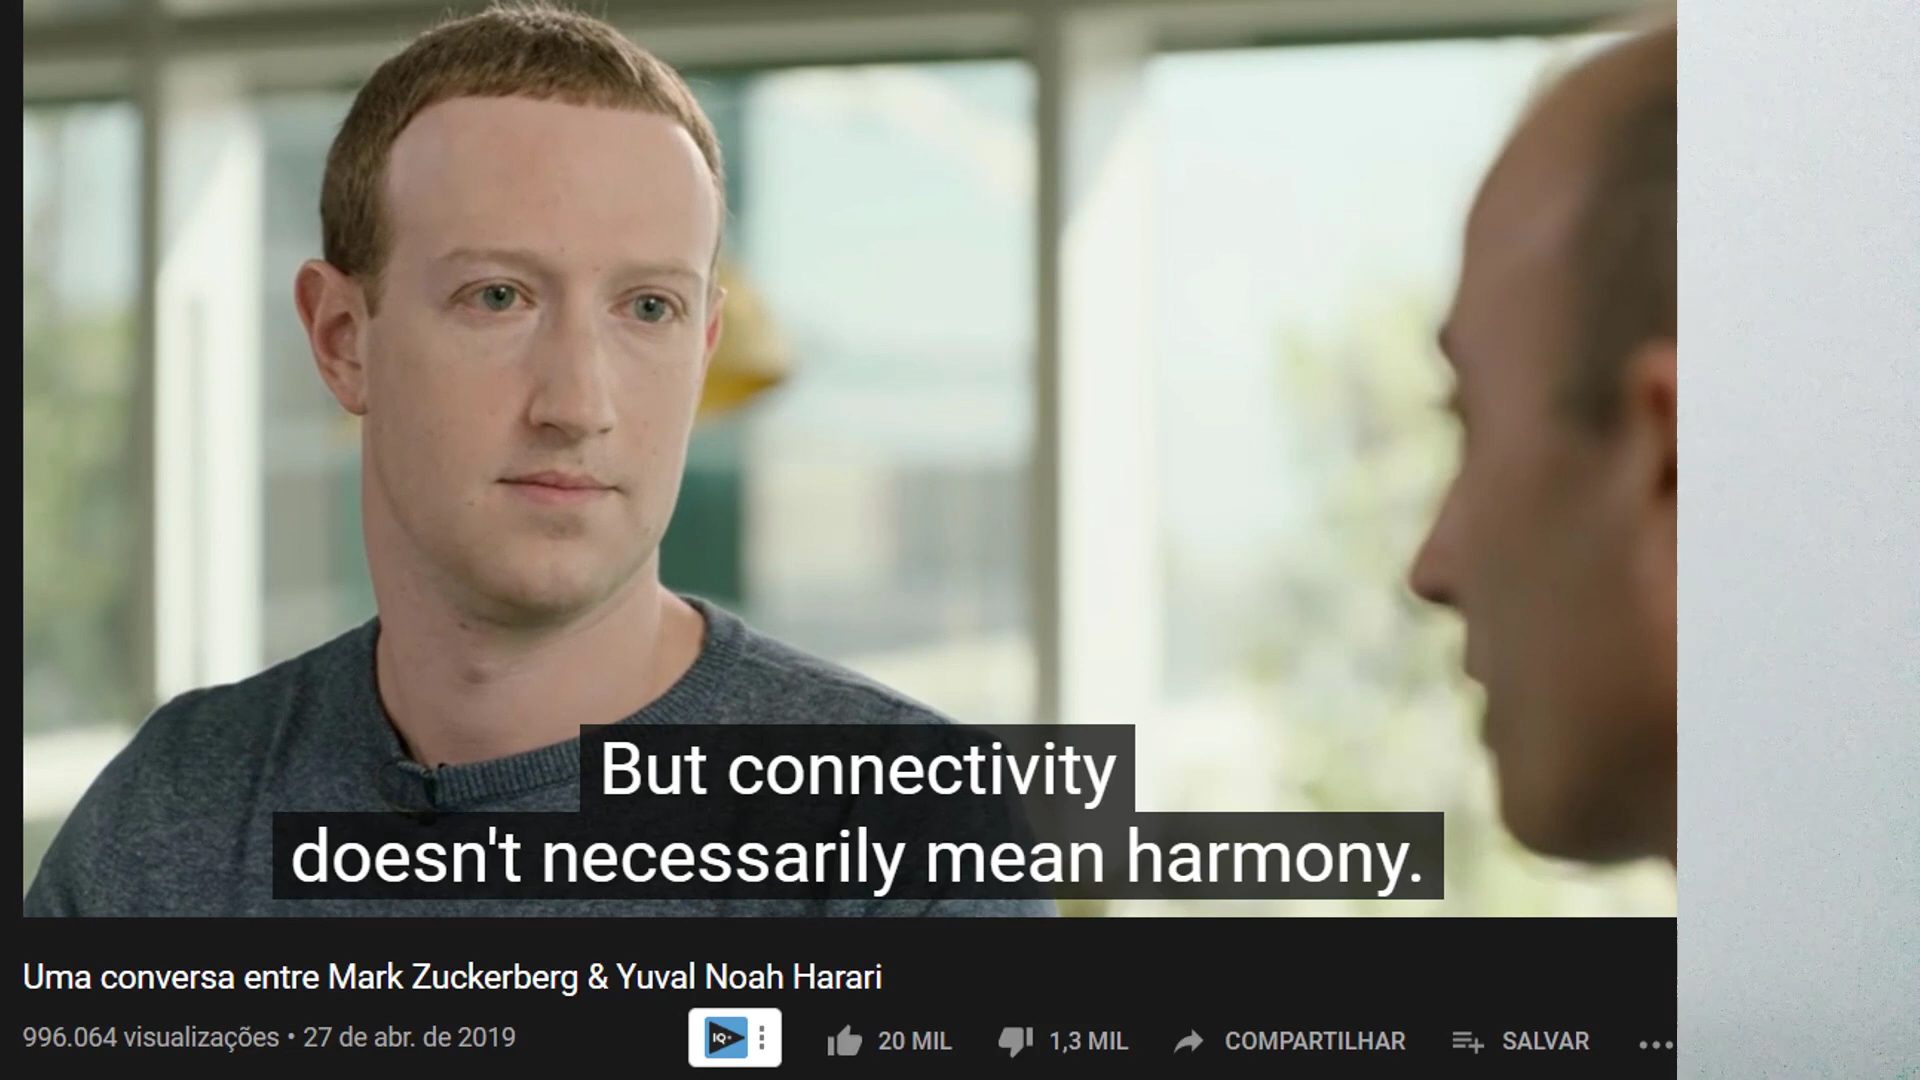 But connectivity
doesn't necessarily mean harmony.
Uma conversa entre Mark Zuckerberg & Yuval Noah Harari
996.064 visualizações • 27 de abr. de 2019
IQ
20 MIL
1,3 MIL
COMPARTILHAR
SALVAR